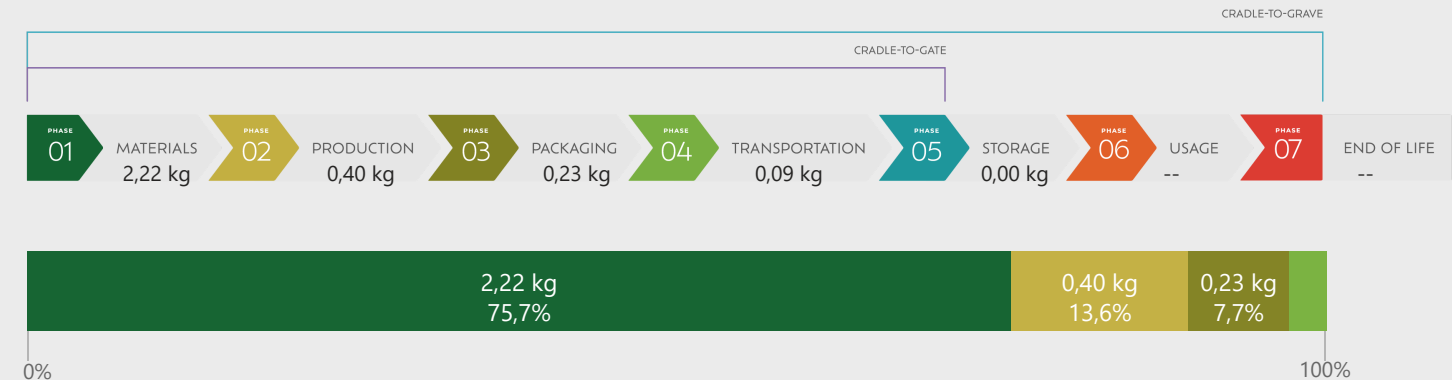 CRADLE-TO-GRAVE
CRADLE-TO-GATE
PHASE
01
MATERIALS
2,22 kg
PHASE
02
PRODUCTION
0,40 kg
PHASE
03
PACKAGING
0,23 kg
PHASE
04
TRANSPORTATION
0,09 kg
PHASE
05
STORAGE
0,00 kg
PHASE
06
USAGE
--
PHASE
07
END OF LIFE
--
2,22 kg
75,7%
0,40 kg
13,6%
0,23 kg
7,7%
0%
100%